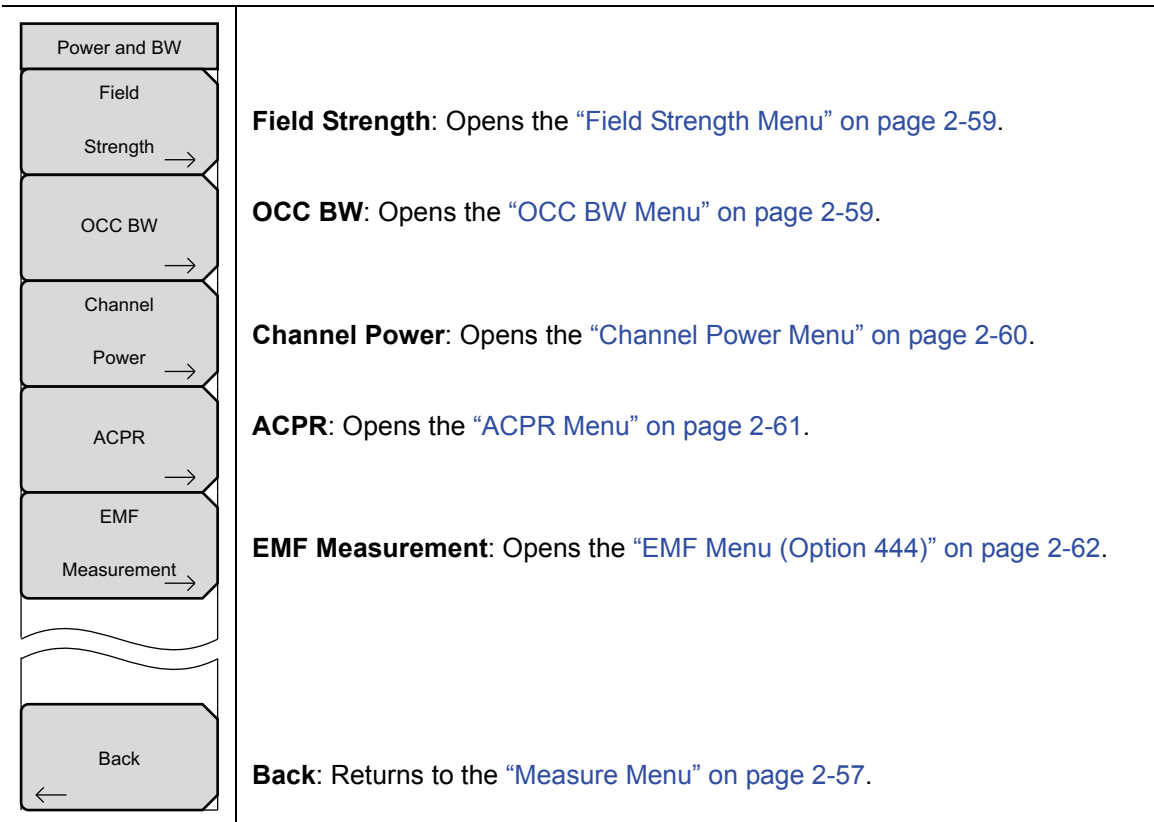 Power and BW
Field
Strength
Field Strength: Opens the “Field Strength Menu” on page 2-59.
OCC BW
OCC BW: Opens the “OCC BW Menu” on page 2-59.
Channel
Power
Channel Power: Opens the “Channel Power Menu” on page 2-60.
ACPR
ACPR: Opens the “ACPR Menu” on page 2-61.
EMF
Measurement
EMF Measurement: Opens the “EMF Menu (Option 444)” on page 2-62.
Back
Back: Returns to the “Measure Menu” on page 2-57.